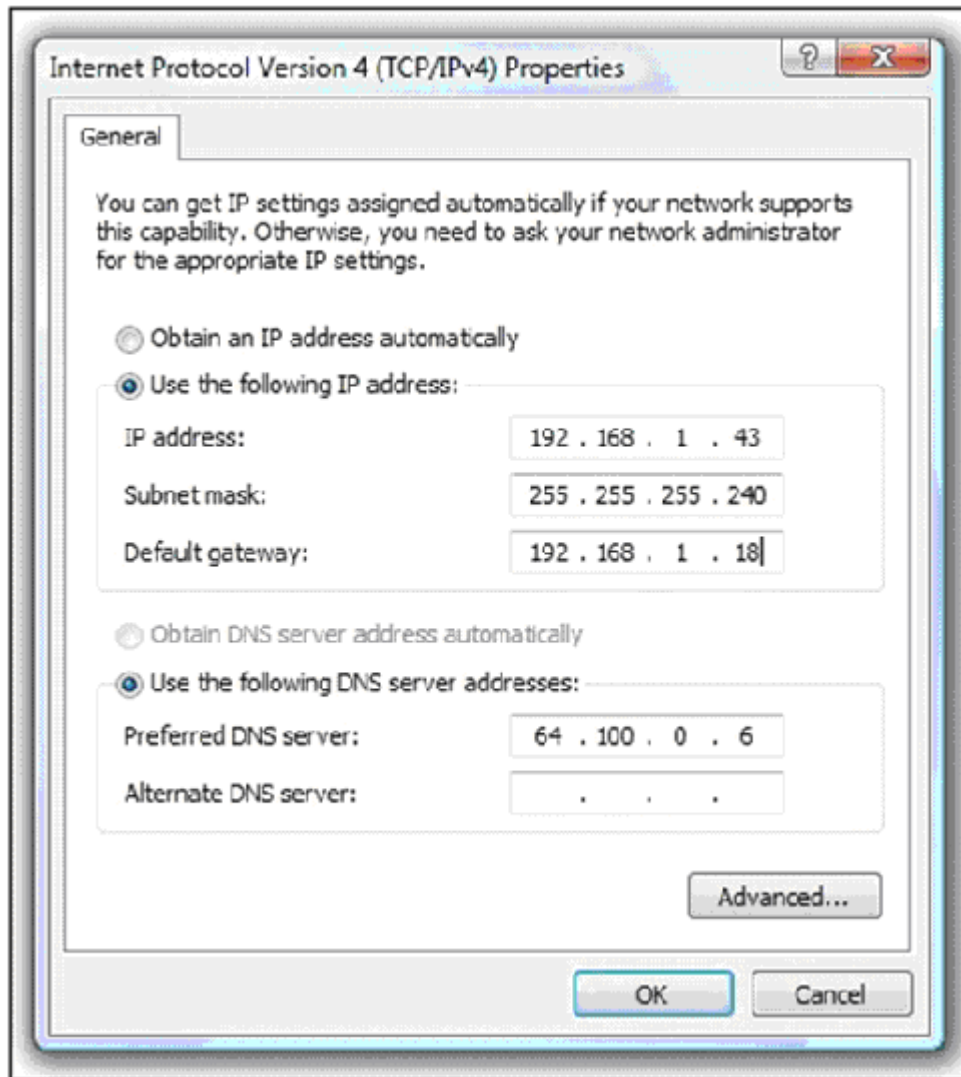 Internet Protocol Version 4 (TCP/IPv4) Properties
? X
General
You can get IP settings assigned automatically if your network supports
this capability. Otherwise, you need to ask your network administrator
for the appropriate IP settings.
Obtain an IP address automatically
Use the following IP address:
IP address: 192 . 168 . 1 . 43
Subnet mask: 255 . 255 . 255 . 240
Default gateway: 192 . 168 . 1 . 18
Obtain DNS server address automatically
Use the following DNS server addresses:
Preferred DNS server: 64 . 100 . 0 . 6
Alternate DNS server: . . .
Advanced...
OK Cancel